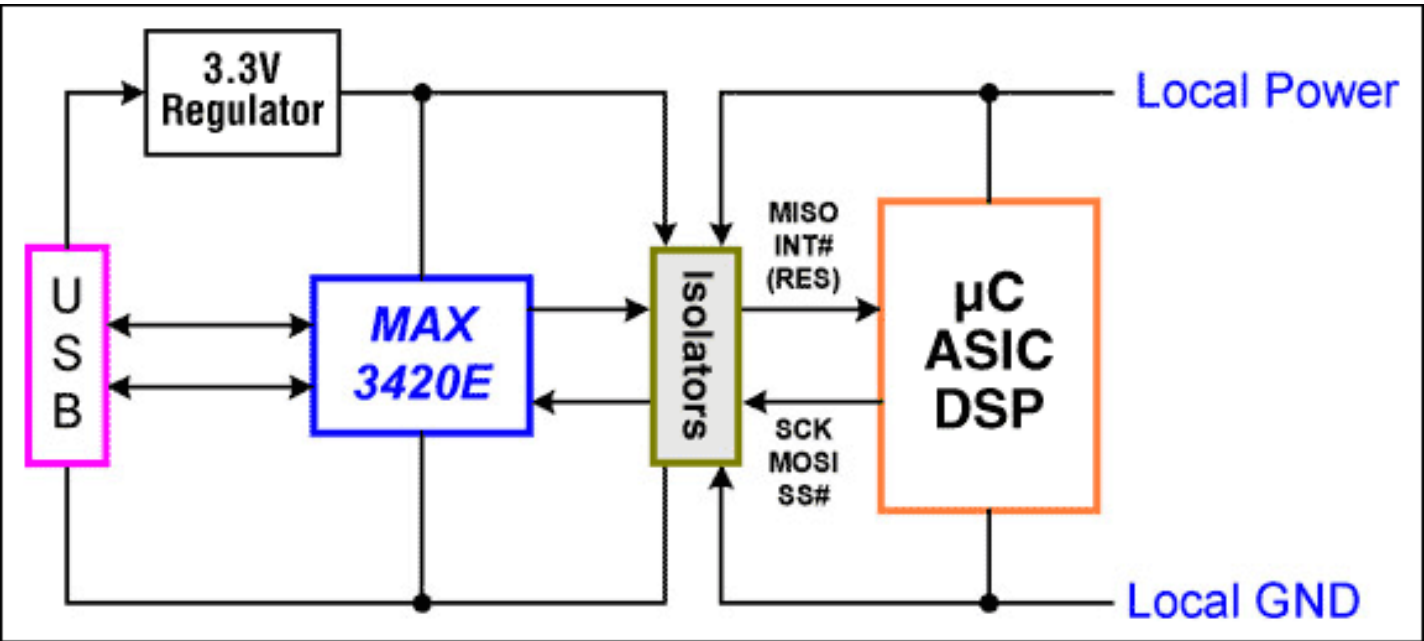 3.3V
Regulator
Local Power
MISO
INT#
(RES)
U
S
B
MAX
3420E
Isolators
µC
ASIC
DSP
SCK
MOSI
SS#
Local GND